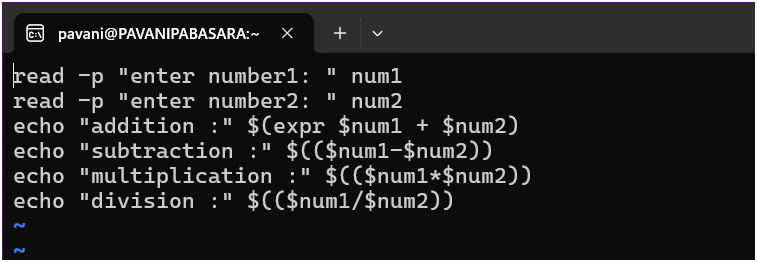 pavani@PAVANIPABASARA:~
read -p "enter number1: " num1
read -p "enter number2: " num2
echo "addition :" $(expr $num1 + $num2)
echo "subtraction :" $(($num1-$num2))
echo "multiplication :" $(($num1*$num2))
echo "division :" $(($num1/$num2))
~
~